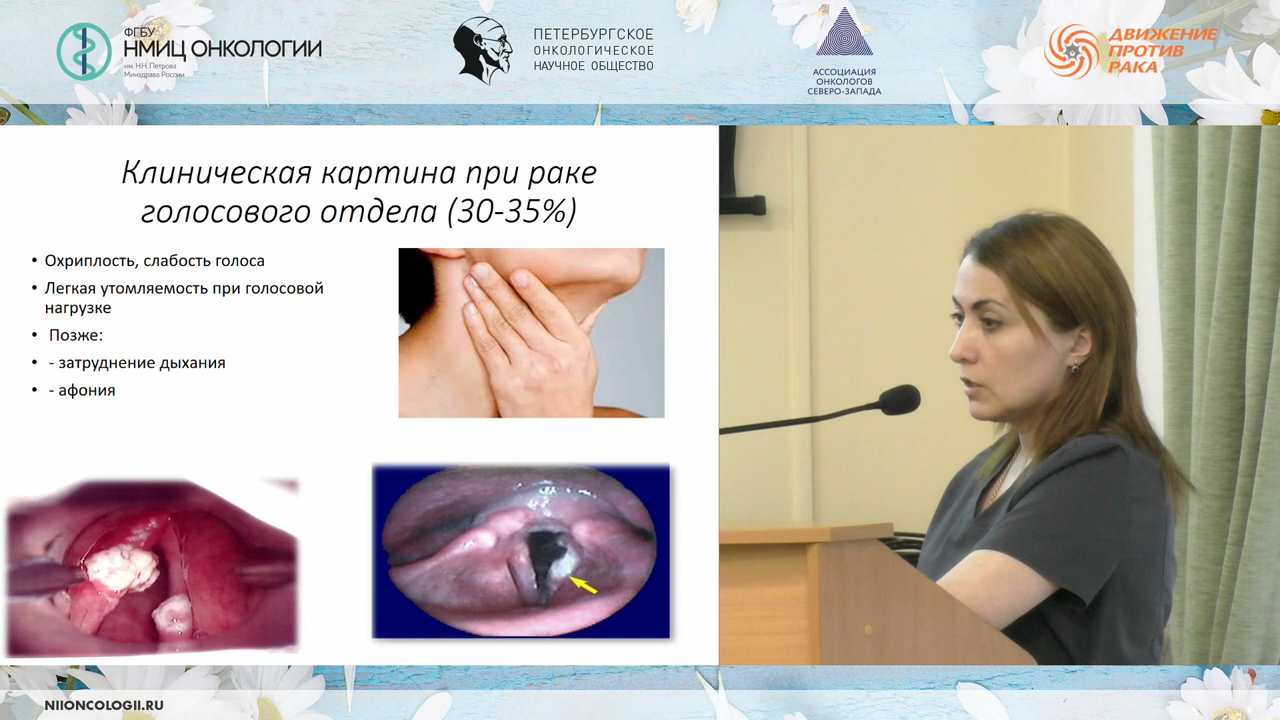 ФГБУ
НМИЦ ОНКОЛОГИИ
им. Н.Н. Петрова
Минздрава России
ПЕТЕРБУРГСКОЕ
ОНКОЛОГИЧЕСКОЕ
НАУЧНОЕ ОБЩЕСТВО
АССОЦИАЦИЯ
ОНКОЛОГОВ
СЕВЕРО-ЗАПАДА
ДВИЖЕНИЕ
ПРОТИВ
РАКА
Клиническая картина при раке
голосового отдела (30-35%)
• Охриплость, слабость голоса
• Легкая утомляемость при голосовой
нагрузке
• Позже:
• - затруднение дыхания
• - афония
NIIONCOLOGII.RU